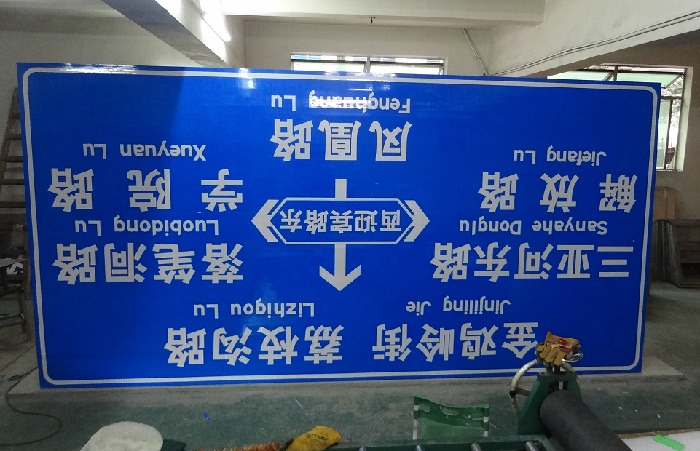 金鸡岭街 荔枝沟路
Jinjiling Jie Lizhigou Lu
三亚河东路 落笔洞路
Sanyahe Donglu Luobidong Lu
西迎宾路东
解放路 学院路
Jiefang Lu Xueyuan Lu
凤凰路
Fenghuang Lu